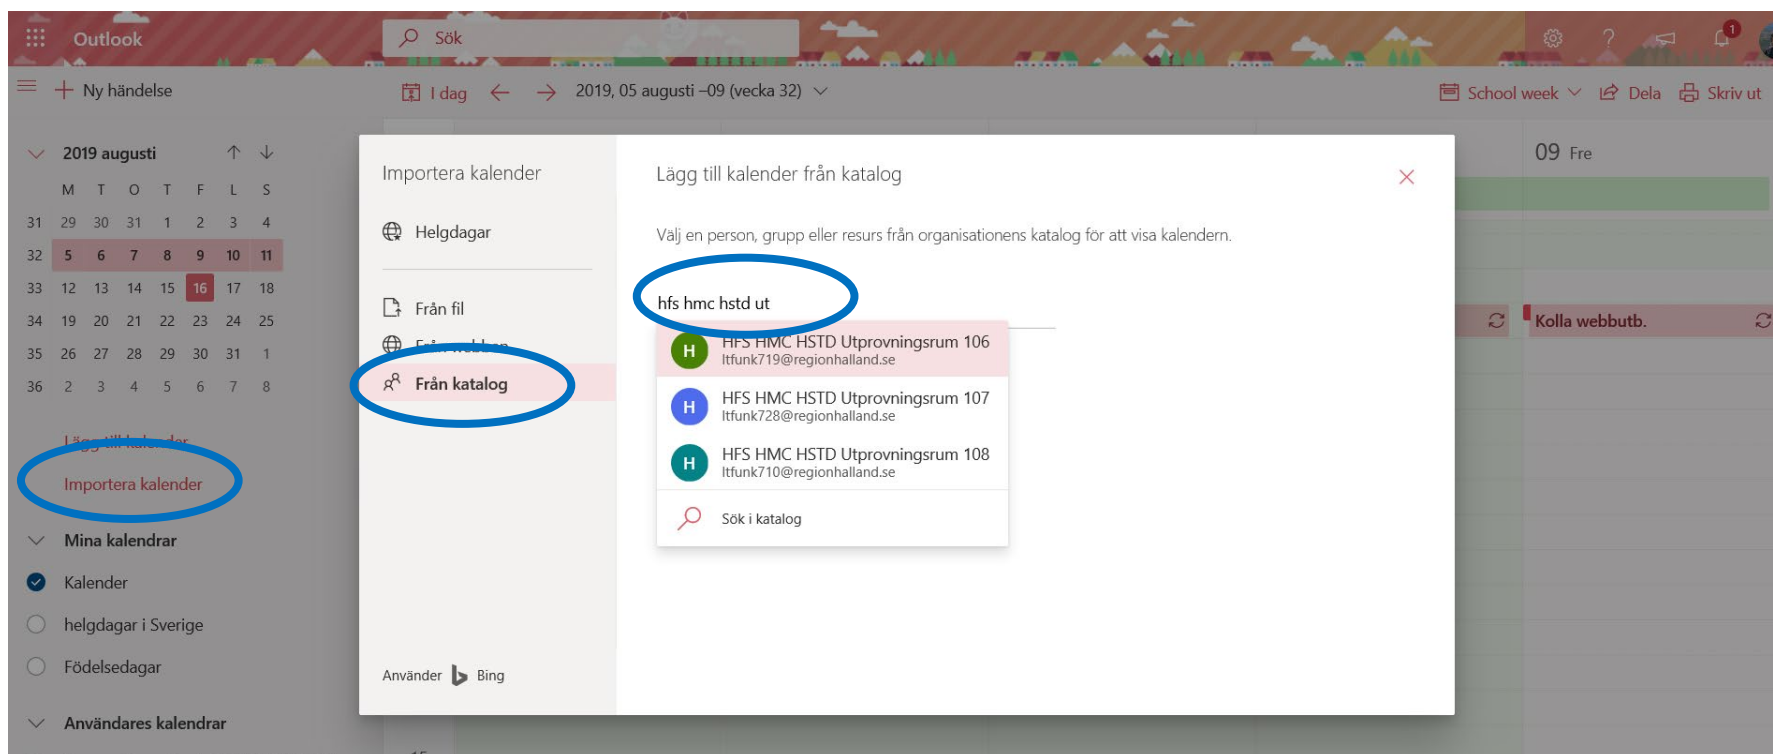 Outlook
Sök
1
Ny händelse
I dag
2019, 05 augusti –09 (vecka 32)
School week
Dela
Skriv ut
2019 augusti
M T O T F L S
31 29 30 31 1 2 3 4
32 5 6 7 8 9 10 11
33 12 13 14 15 16 17 18
34 19 20 21 22 23 24 25
35 26 27 28 29 30 31 1
36 2 3 4 5 6 7 8
Lägg till kalender
Importera kalender
Mina kalendrar
Kalender
helgdagar i Sverige
Födelsedagar
Användares kalendrar
Importera kalender
Helgdagar
Från fil
Från webben
Från katalog
Använder Bing
Lägg till kalender från katalog
Välj en person, grupp eller resurs från organisationens katalog för att visa kalendern.
hfs hmc hstd ut
H
HFS HMC HSTD Utprovningsrum 106
ltfunk719@regionhalland.se
H
HFS HMC HSTD Utprovningsrum 107
ltfunk728@regionhalland.se
H
HFS HMC HSTD Utprovningsrum 108
ltfunk710@regionhalland.se
Sök i katalog
09 Fre
Kolla webbutb.